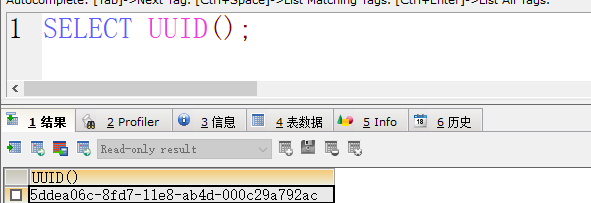 Autocomplete: [Tab]->Next Tag. [Ctrl+Space]->List Matching Tags. [Ctrl+Enter]->List All Tags.
1 SELECT UUID();
1 结果 2 Profiler 3 信息 4 表数据 5 Info 6 历史
Read-only result
UUID()
5ddea06c-8fd7-11e8-ab4d-000c29a792ac